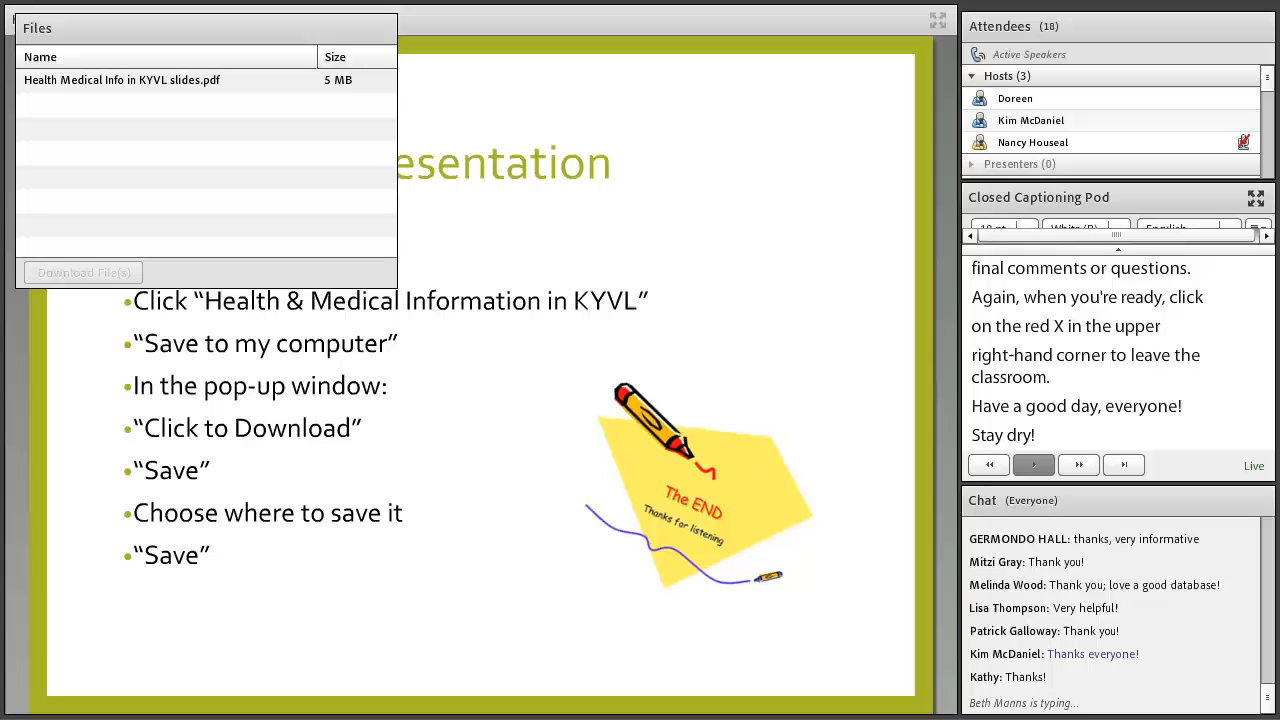 Files
Name Size
Health Medical Info in KYVL slides.pdf 5 MB
Download File(s)
esentation
•Click “Health & Medical Information in KYVL”
•“Save to my computer”
•In the pop-up window:
•“Click to Download”
•“Save”
•Choose where to save it
•“Save”
The END
Thanks for listening
Attendees (18)
Active Speakers
Hosts (3)
Doreen
Kim McDaniel
Nancy Houseal
Presenters (0)
Closed Captioning Pod
English
final comments or questions.
Again, when you're ready, click
on the red X in the upper
right-hand corner to leave the
classroom.
Have a good day, everyone!
Stay dry!
Live
Chat (Everyone)
GERMONDO HALL: thanks, very informative
Mitzi Gray: Thank you!
Melinda Wood: Thank you; love a good database!
Lisa Thompson: Very helpful!
Patrick Galloway: Thank you!
Kim McDaniel: Thanks everyone!
Kathy: Thanks!
Beth Manns is typing...